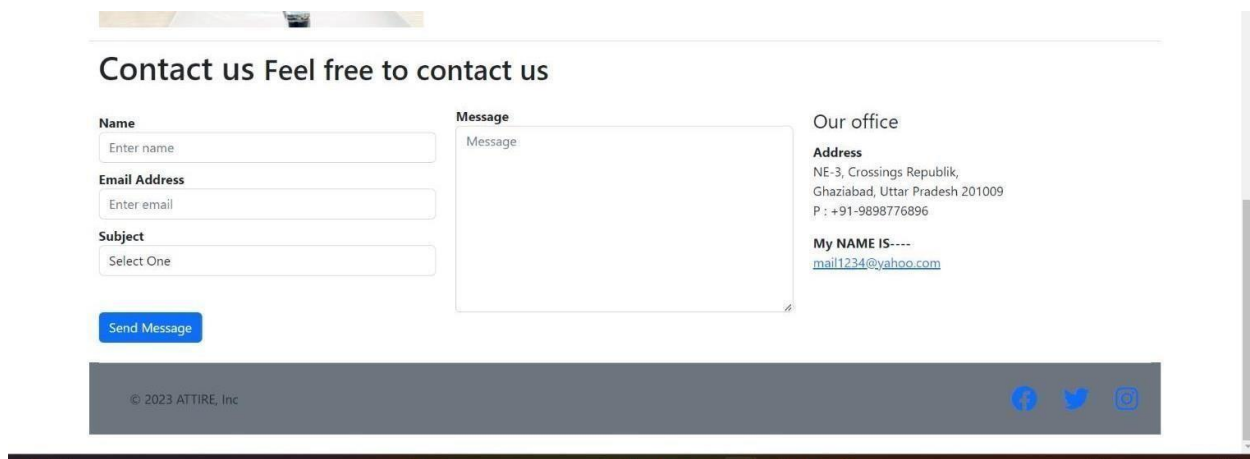 Contact us Feel free to contact us
Name
Enter name
Email Address
Enter email
Subject
Select One
Send Message
Message
Message
Our office
Address
NE-3, Crossings Republik,
Ghaziabad, Uttar Pradesh 201009
P : +91-9898776896
My NAME IS----
mail1234@yahoo.com
© 2023 ATTIRE, Inc